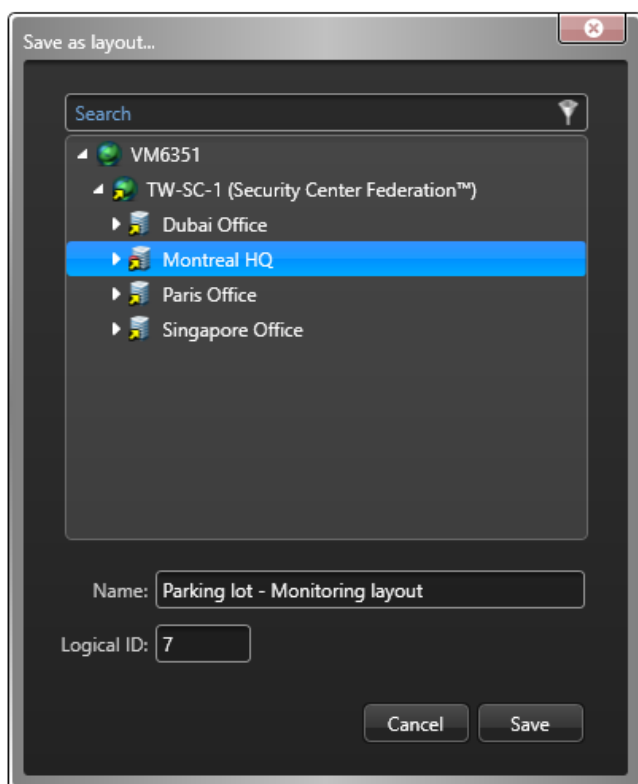 Save as layout...
Search
VM6351
TW-SC-1 (Security Center Federation™)
Dubai Office
Montreal HQ
Paris Office
Singapore Office
Name: Parking lot - Monitoring layout
Logical ID: 7
Cancel Save